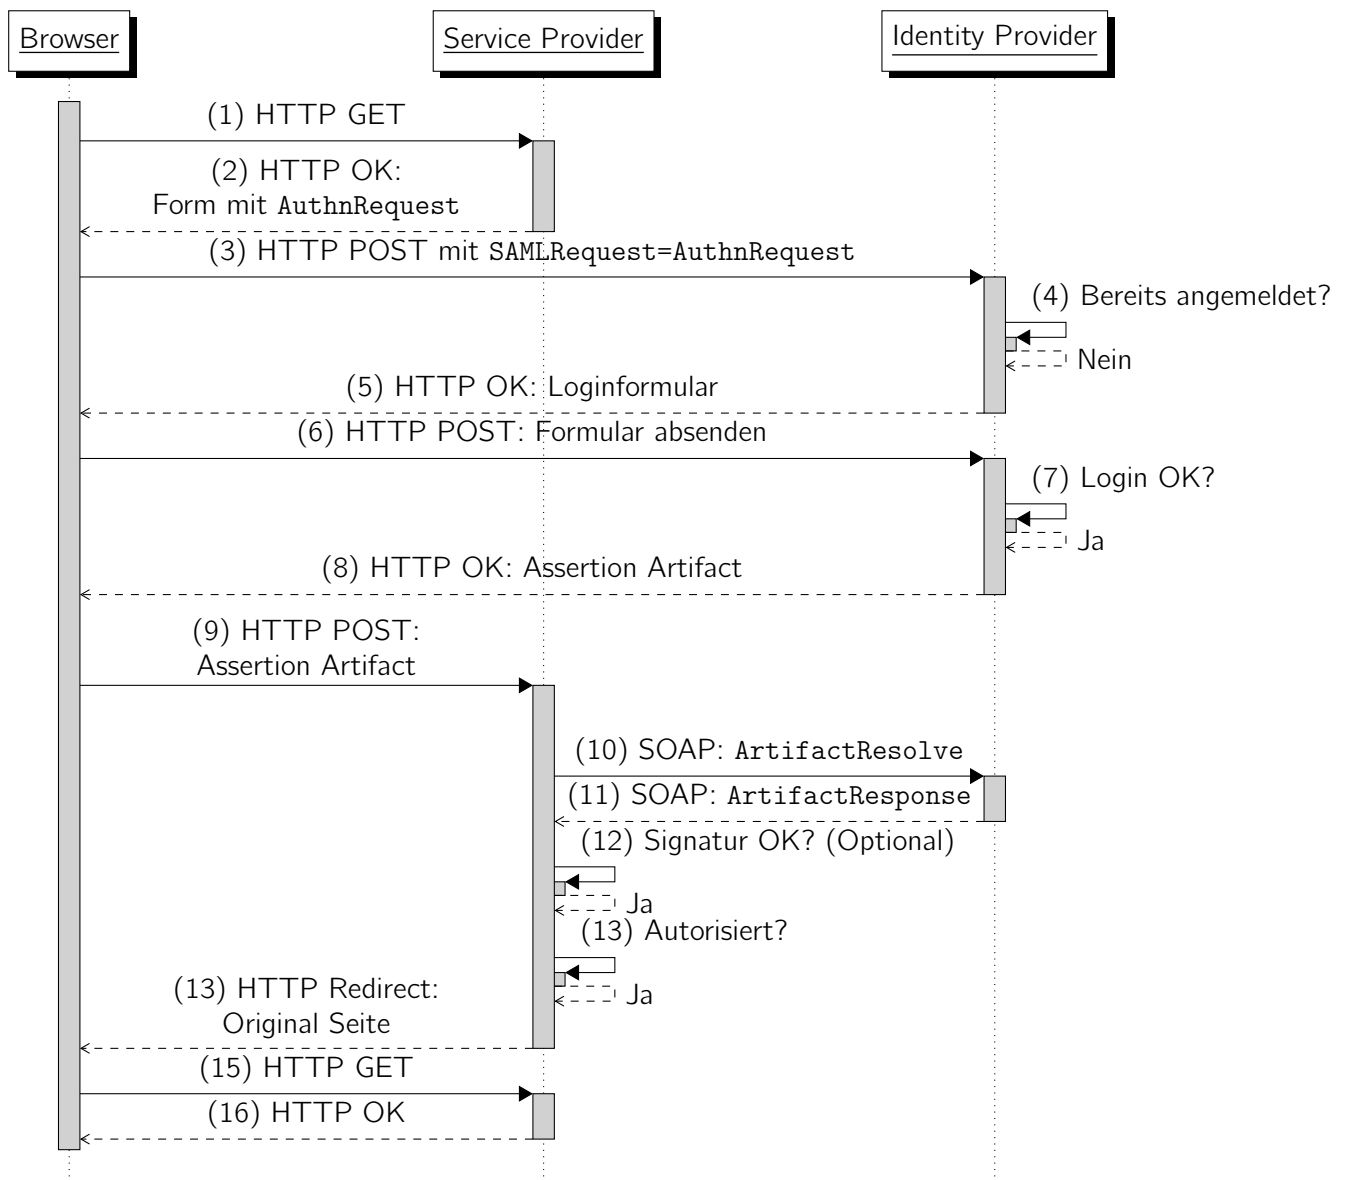 Browser
Service Provider
Identity Provider
(1) HTTP GET
(2) HTTP OK:
Form mit AuthnRequest
(3) HTTP POST mit SAMLRequest=AuthnRequest
(4) Bereits angemeldet?
Nein
(5) HTTP OK: Loginformular
(6) HTTP POST: Formular absenden
(7) Login OK?
Ja
(8) HTTP OK: Assertion Artifact
(9) HTTP POST:
Assertion Artifact
(10) SOAP: ArtifactResolve
(11) SOAP: ArtifactResponse
(12) Signatur OK? (Optional)
Ja
(13) Autorisiert?
Ja
(13) HTTP Redirect:
Original Seite
(15) HTTP GET
(16) HTTP OK